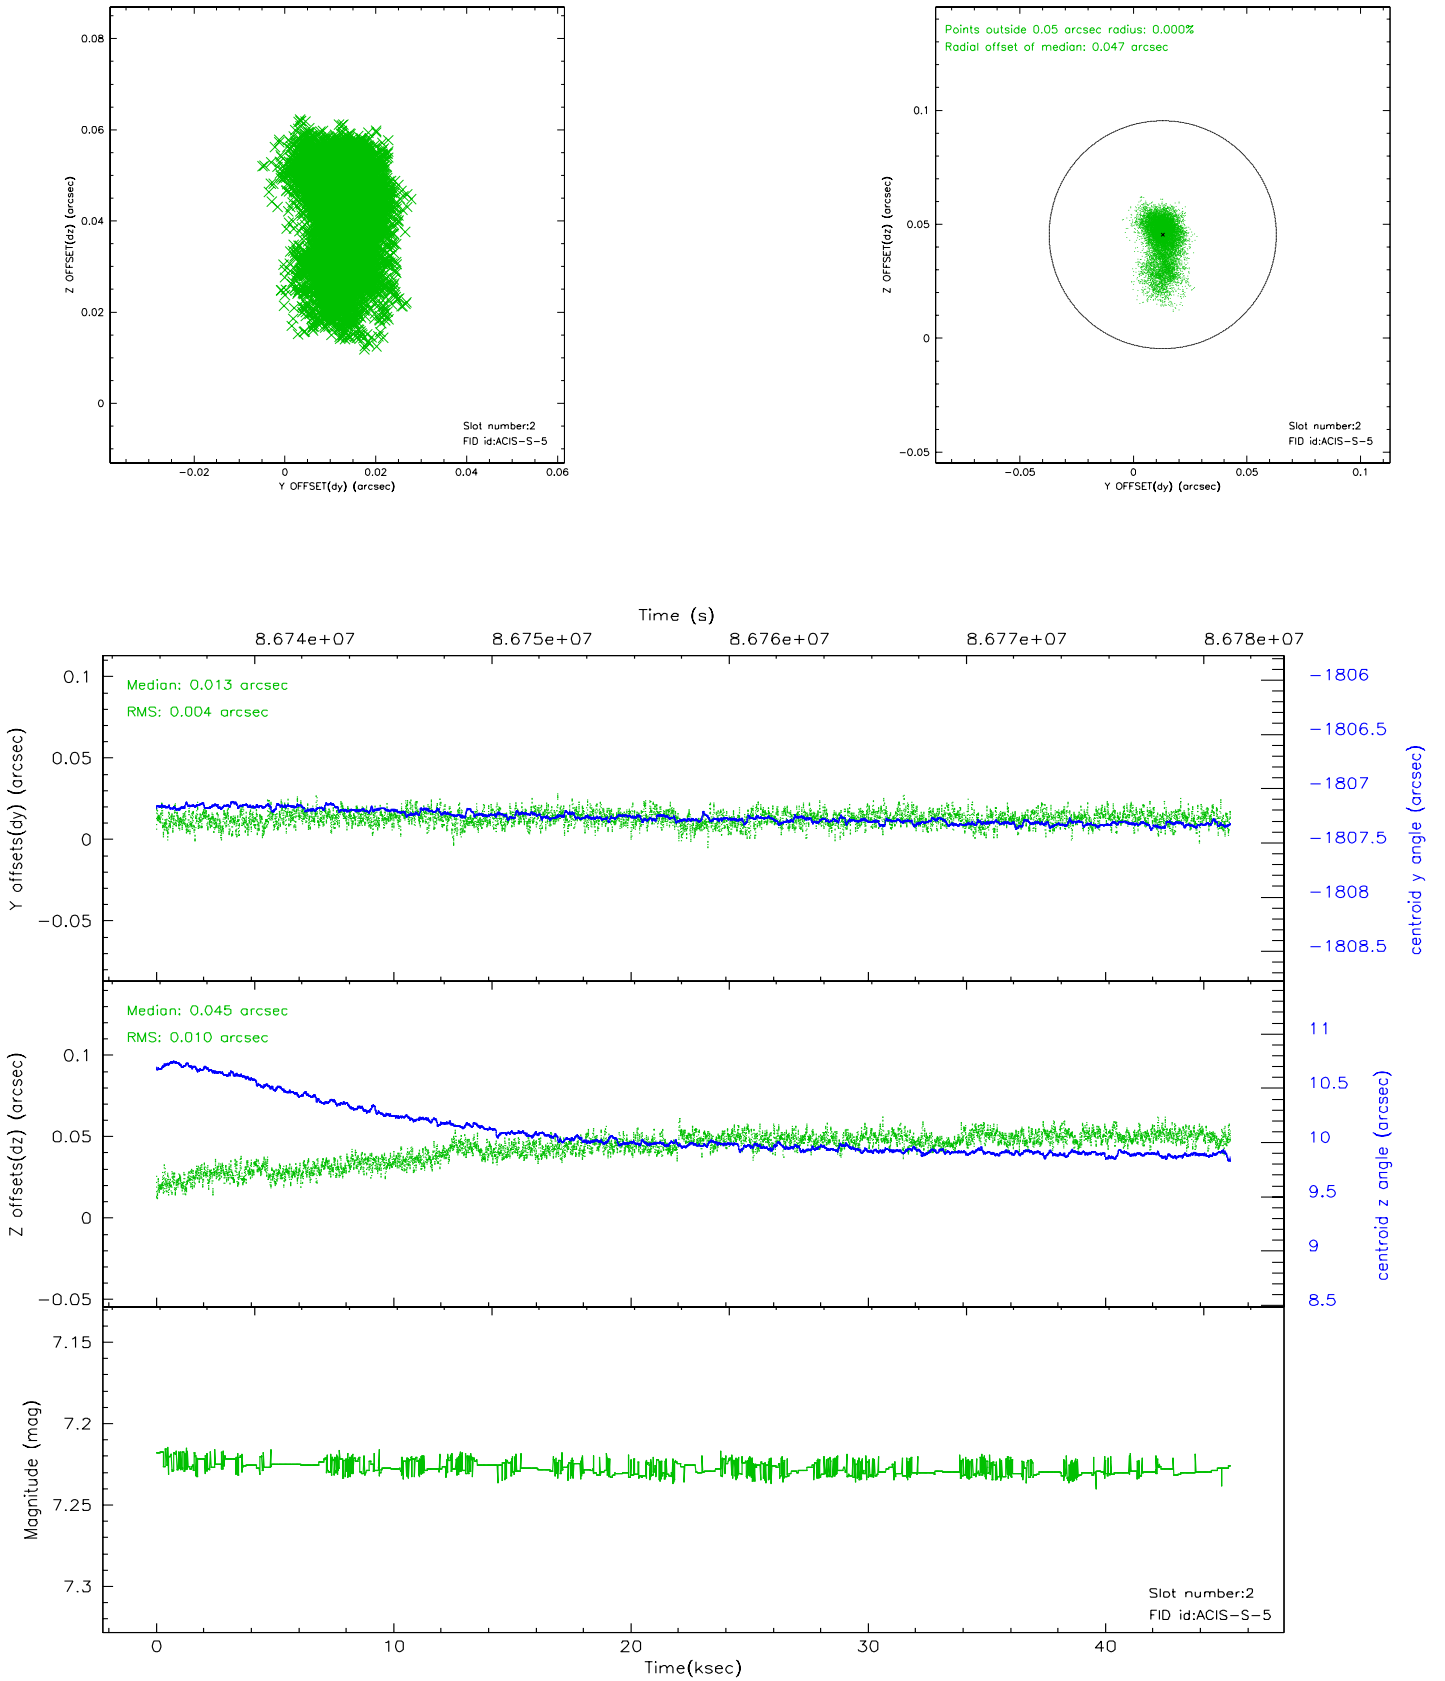 0.08
0.06
0.04
0.02
0
Z OFFSET(dz) (arcsec)
Slot number:2
FID id:ACIS-S-5
-0.02 0 0.02 0.04 0.06
Y OFFSET(dy) (arcsec)
Points outside 0.05 arcsec radius: 0.000%
Radial offset of median: 0.047 arcsec
0.1
0.05
0
-0.05
Z OFFSET(dz) (arcsec)
Slot number:2
FID id:ACIS-S-5
-0.05 0 0.05 0.1
Y OFFSET(dy) (arcsec)
Time (s)
8.674e+07 8.675e+07 8.676e+07 8.677e+07 8.678e+07
Median: 0.013 arcsec
RMS: 0.004 arcsec
0.1
0.05
0
-0.05
Y offsets(dy) (arcsec)
-1806
-1806.5
-1807
-1807.5
-1808
-1808.5
centroid y angle (arcsec)
Median: 0.045 arcsec
RMS: 0.010 arcsec
0.1
0.05
0
-0.05
Z offsets(dz) (arcsec)
11
10.5
10
9.5
9
8.5
centroid z angle (arcsec)
7.15
7.2
7.25
7.3
Magnitude (mag)
Slot number:2
FID id:ACIS-S-5
0 10 20 30 40
Time(ksec)